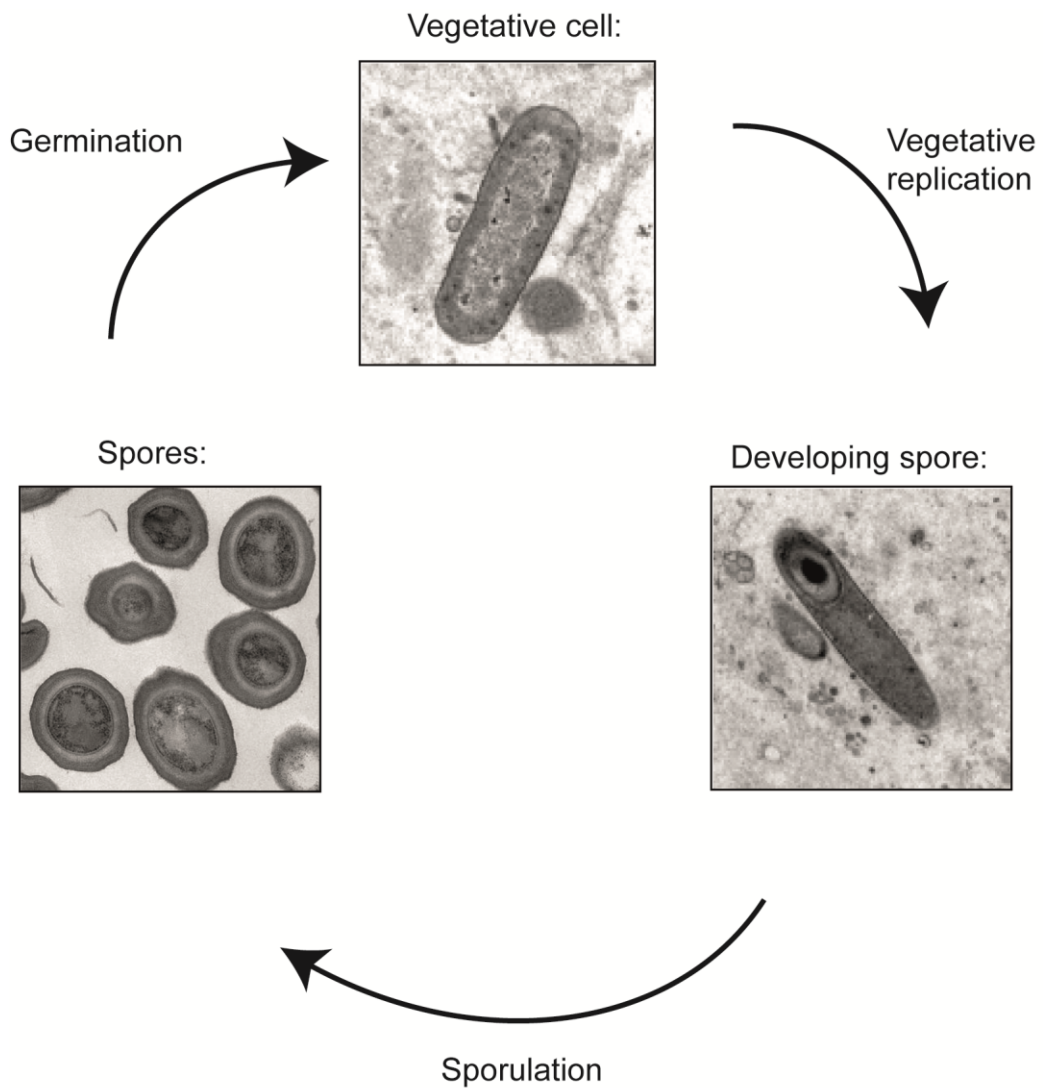 Vegetative cell:
Germination
Vegetative
replication
Spores:
Developing spore:
Sporulation